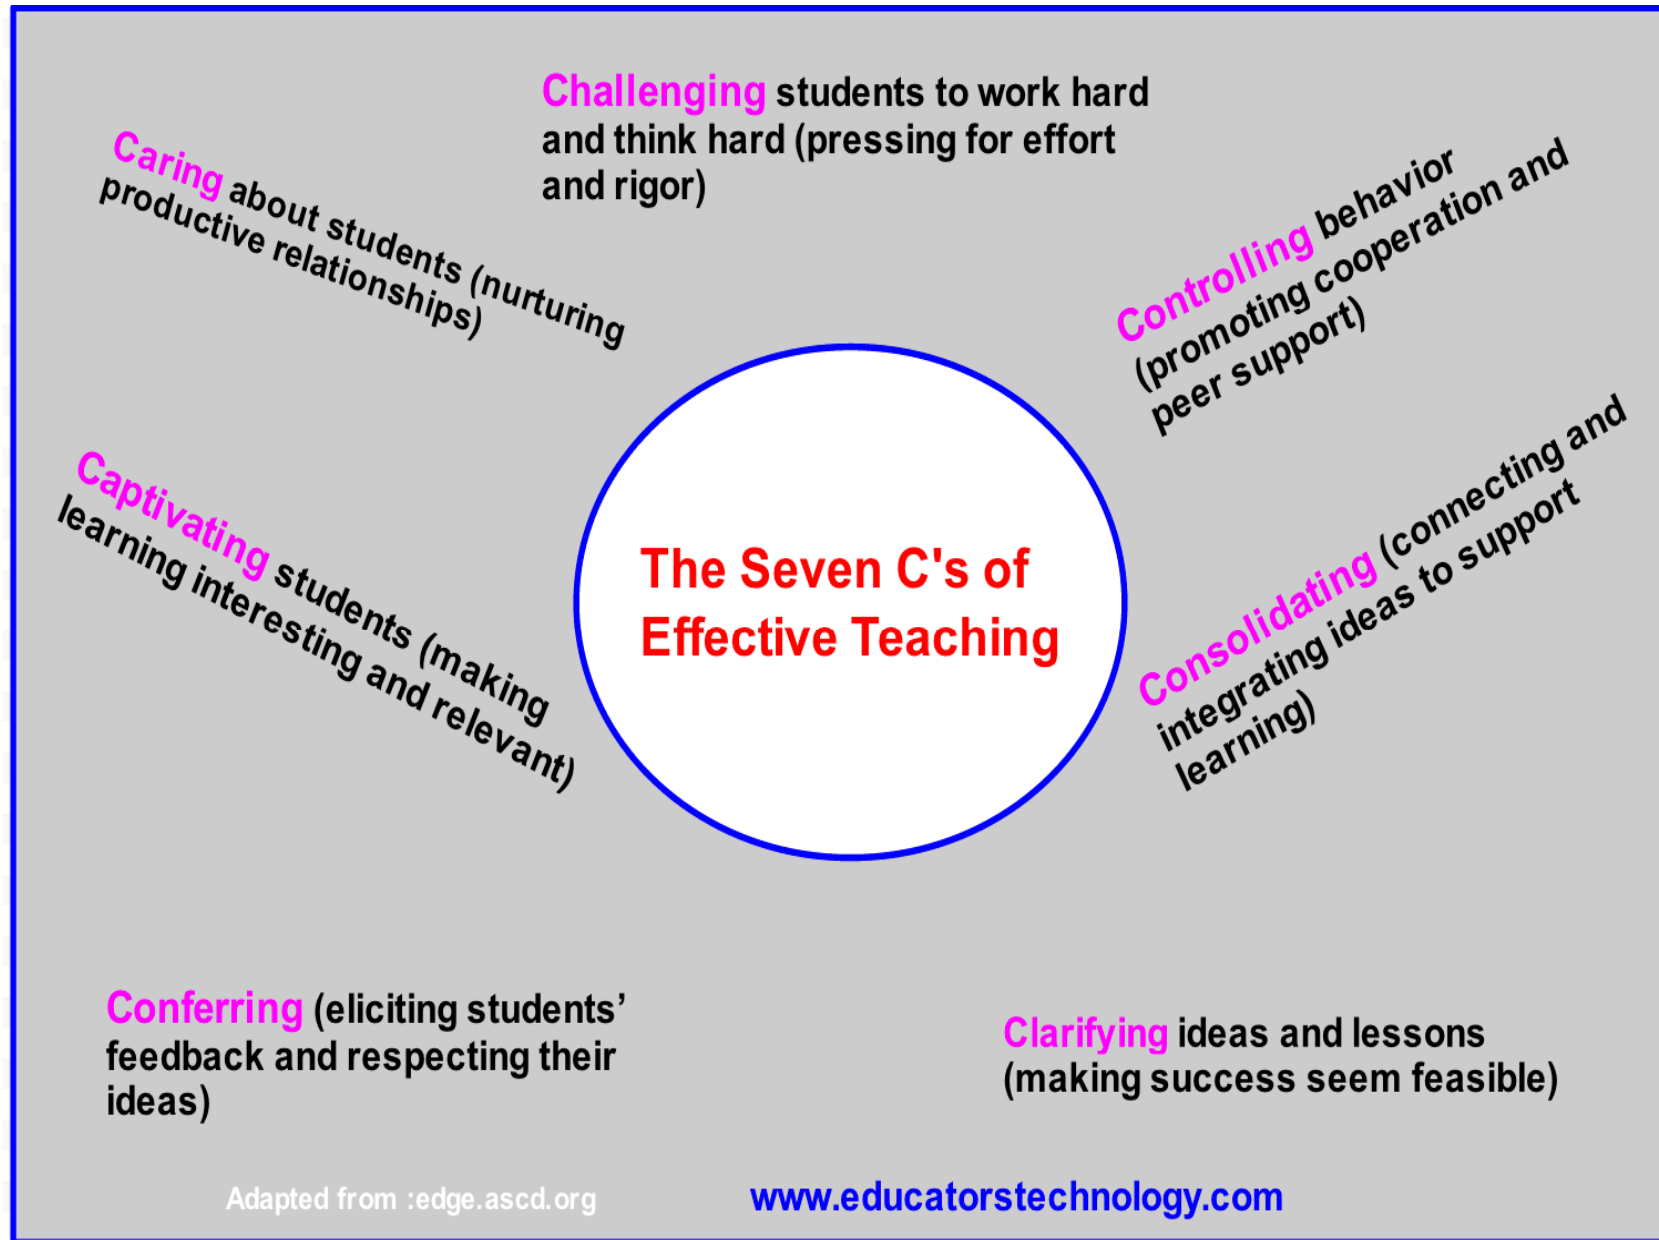 Challenging students to work hard
and think hard (pressing for effort
and rigor)
Caring about students (nurturing
productive relationships)
Controlling behavior
(promoting cooperation and
peer support)
Captivating students (making
learning interesting and relevant)
The Seven C's of
Effective Teaching
Consolidating (connecting and
integrating ideas to support
learning)
Conferring (eliciting students’
feedback and respecting their
ideas)
Clarifying ideas and lessons
(making success seem feasible)
Adapted from :edge.ascd.org
www.educatorstechnology.com